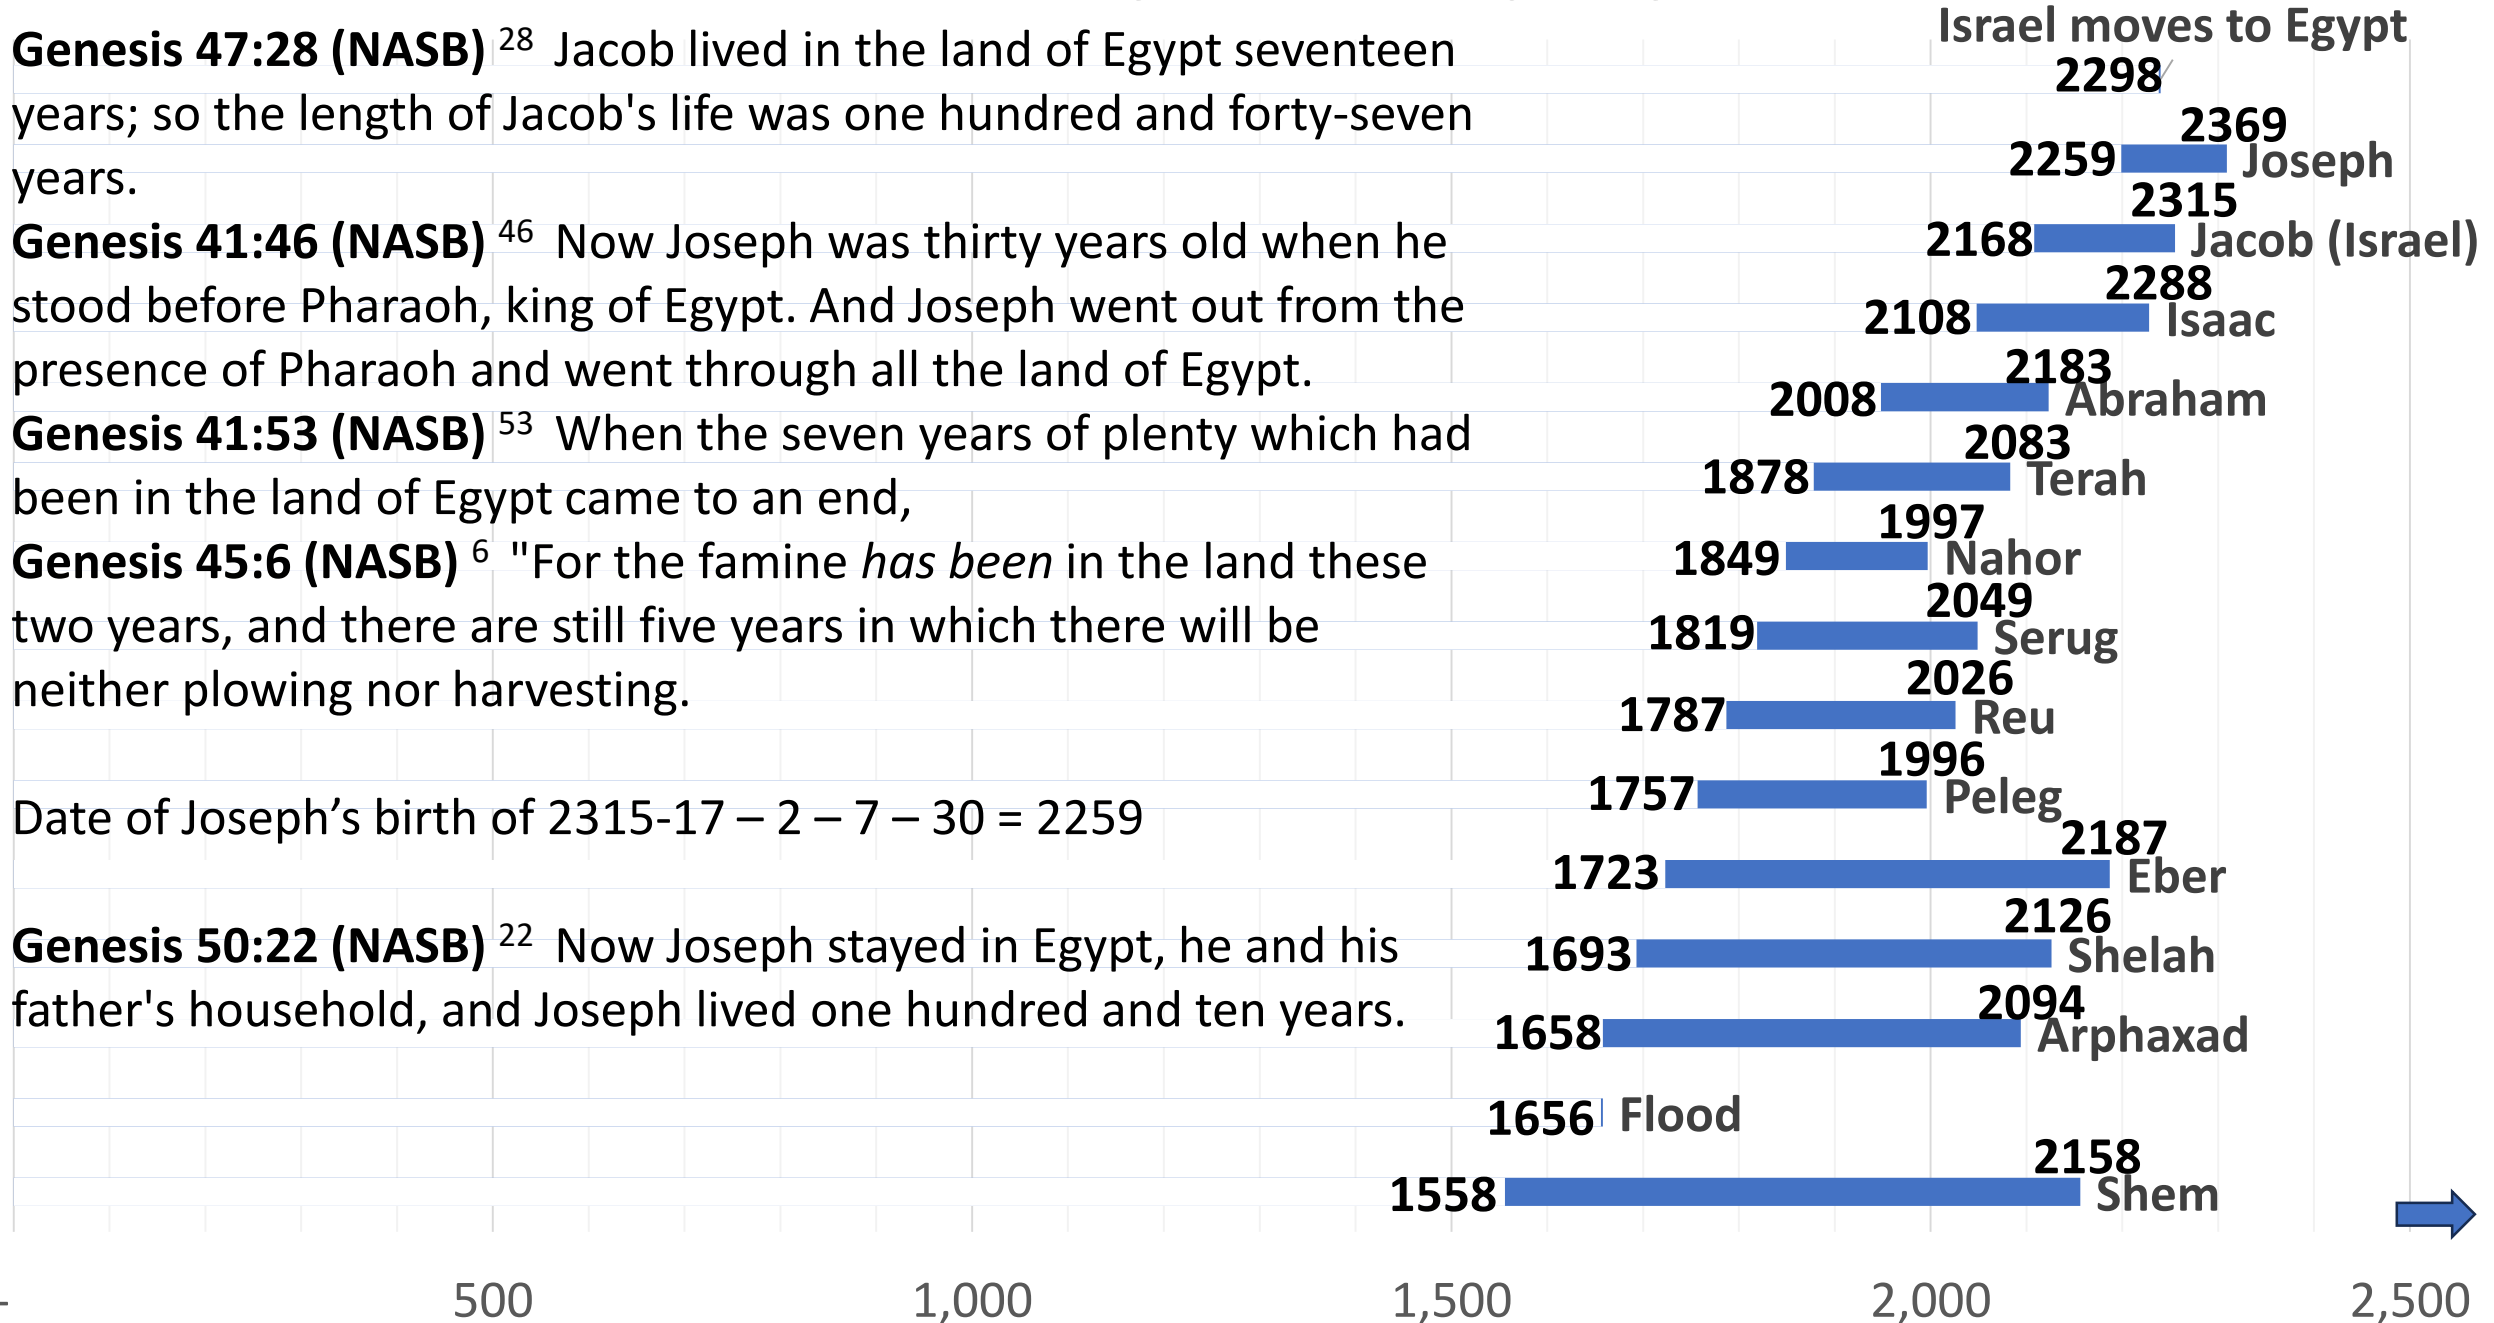 Genesis 47:28 (NASB) 28 Jacob lived in the land of Egypt seventeen
years; so the length of Jacob's life was one hundred and forty-seven
years.
Genesis 41:46 (NASB) 46 Now Joseph was thirty years old when he
stood before Pharaoh, king of Egypt. And Joseph went out from the
presence of Pharaoh and went through all the land of Egypt.
Genesis 41:53 (NASB) 53 When the seven years of plenty which had
been in the land of Egypt came to an end,
Genesis 45:6 (NASB) 6 "For the famine has been in the land these
two years, and there are still five years in which there will be
neither plowing nor harvesting.
Date of Joseph’s birth of 2315-17 – 2 – 7 – 30 = 2259
Genesis 50:22 (NASB) 22 Now Joseph stayed in Egypt, he and his
father's household, and Joseph lived one hundred and ten years.
Israel moves to Egypt
2298
2369
2259 Joseph
2315
2168 Jacob (Israel)
2288
2108 Isaac
2183
2008 Abraham
2083
1878 Terah
1997
1849 Nahor
2049
1819 Serug
2026
1787 Reu
1996
1757 Peleg
2187
1723 Eber
2126
1693 Shelah
2094
1658 Arphaxad
1656 Flood
2158
1558 Shem
- 500 1,000 1,500 2,000 2,500